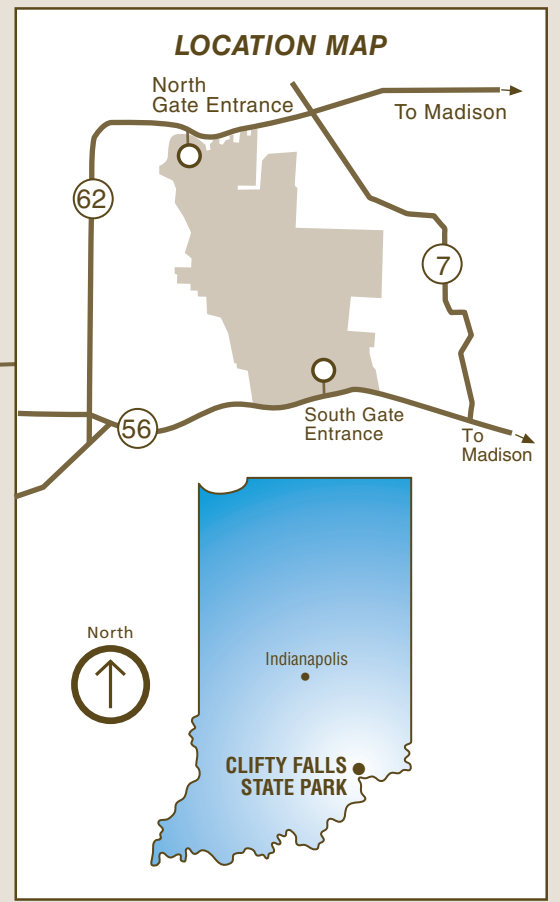 LOCATION MAP
North
Gate Entrance
To Madison
62
7
56
South Gate
Entrance
To
Madison
North
Indianapolis
CLIFTY FALLS
STATE PARK